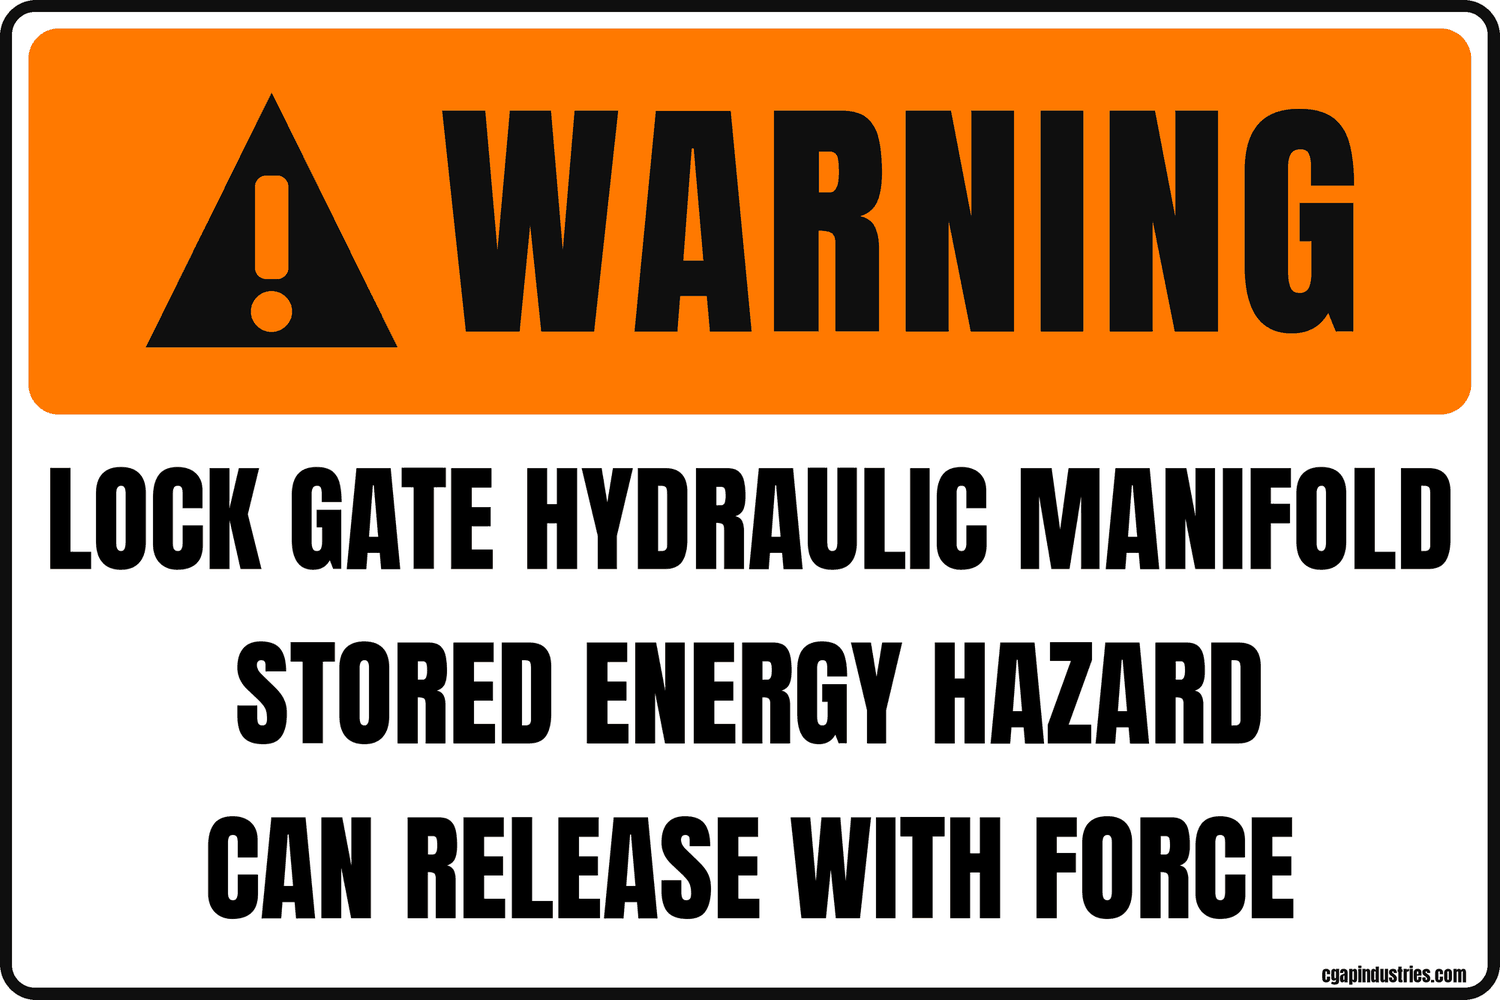 WARNING
LOCK GATE HYDRAULIC MANIFOLD
STORED ENERGY HAZARD
CAN RELEASE WITH FORCE
cgapindustries.com